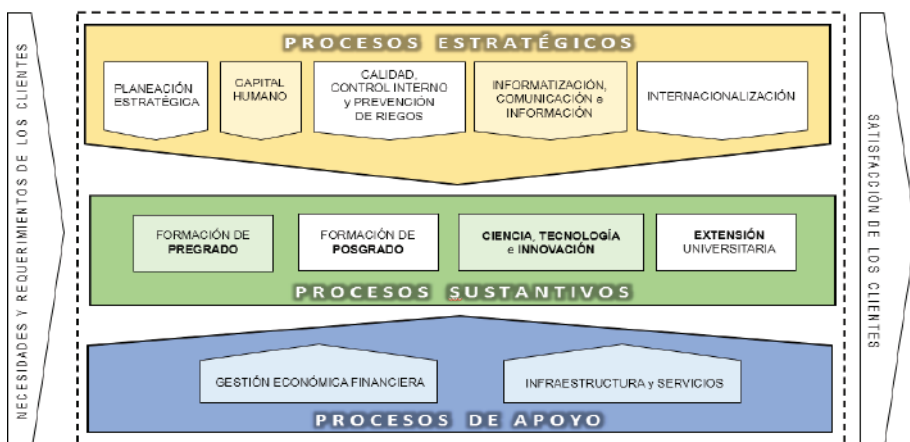 NECESIDADES Y REQUERIMIENTOS DE LOS CLIENTES
PROCESOS ESTRATÉGICOS
PLANEACIÓN
ESTRATÉGICA
CAPITAL
HUMANO
CALIDAD,
CONTROL INTERNO
y PREVENCIÓN
DE RIEGOS
INFORMATIZACIÓN,
COMUNICACIÓN e
INFORMACIÓN
INTERNACIONALIZACIÓN
FORMACIÓN DE
PREGRADO
FORMACIÓN DE
POSGRADO
CIENCIA, TECNOLOGÍA
e INNOVACIÓN
EXTENSIÓN
UNIVERSITARIA
PROCESOS SUSTANTIVOS
GESTIÓN ECONÓMICA FINANCIERA
INFRAESTRUCTURA y SERVICIOS
PROCESOS DE APOYO
SATISFACCIÓN DE LOS CLIENTES